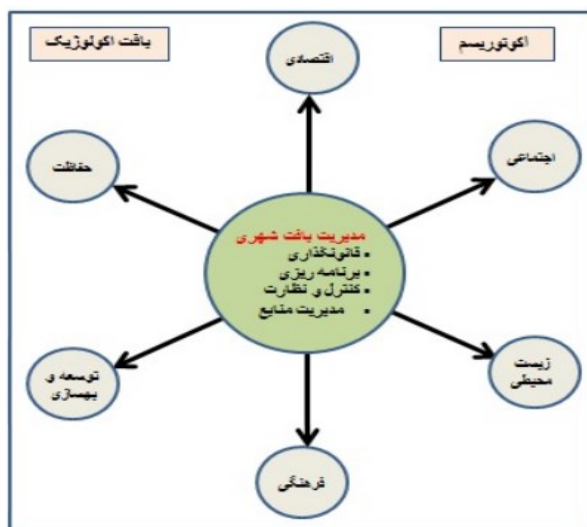 اکوتوریسم
بافت اکولوژیک
اقتصادی
اجتماعی
حفاظت
مدیریت بافت شهری
قانونگذاری
برنامه ریزی
کنترل و نظارت
مدیریت منابع
زیست
محیطی
توسعه و
بهسازی
فرهنگی